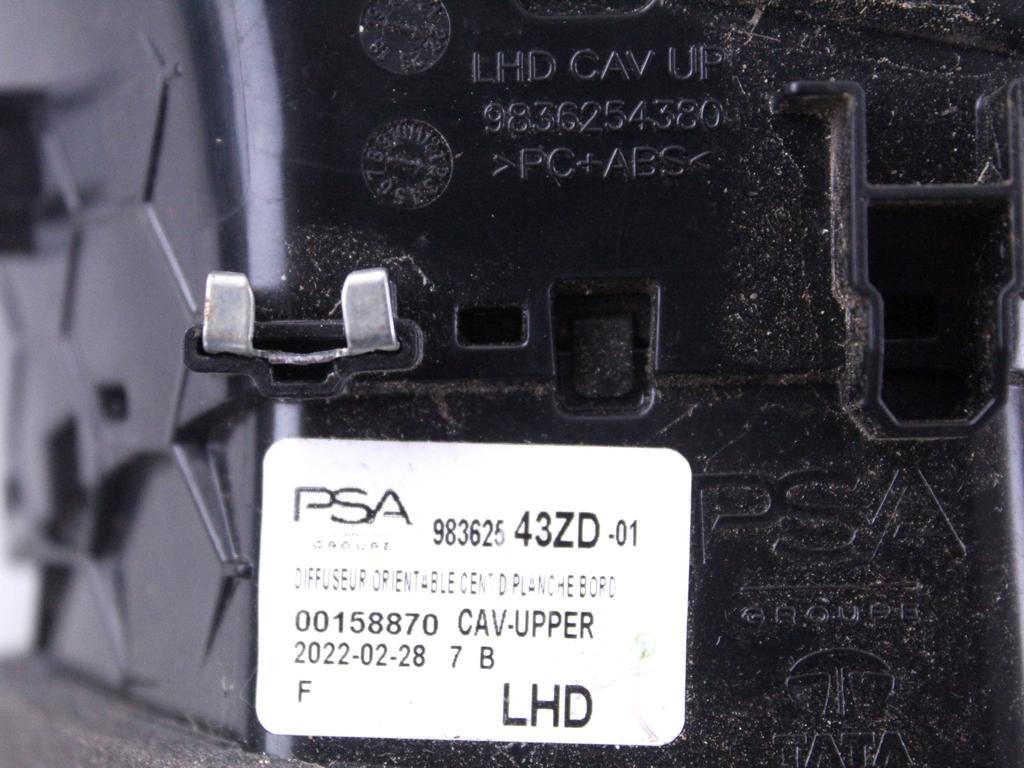 LHD CAV UP
9836254380
>PC+ABS<
PSA
GROUPE
983625 43ZD -01
DIFFUSEUR ORIENTABLE CENT D PLANCHE BORD
00158870 CAV-UPPER
2022-02-28 7 B
F
LHD
PSA
GROUPE
TATA